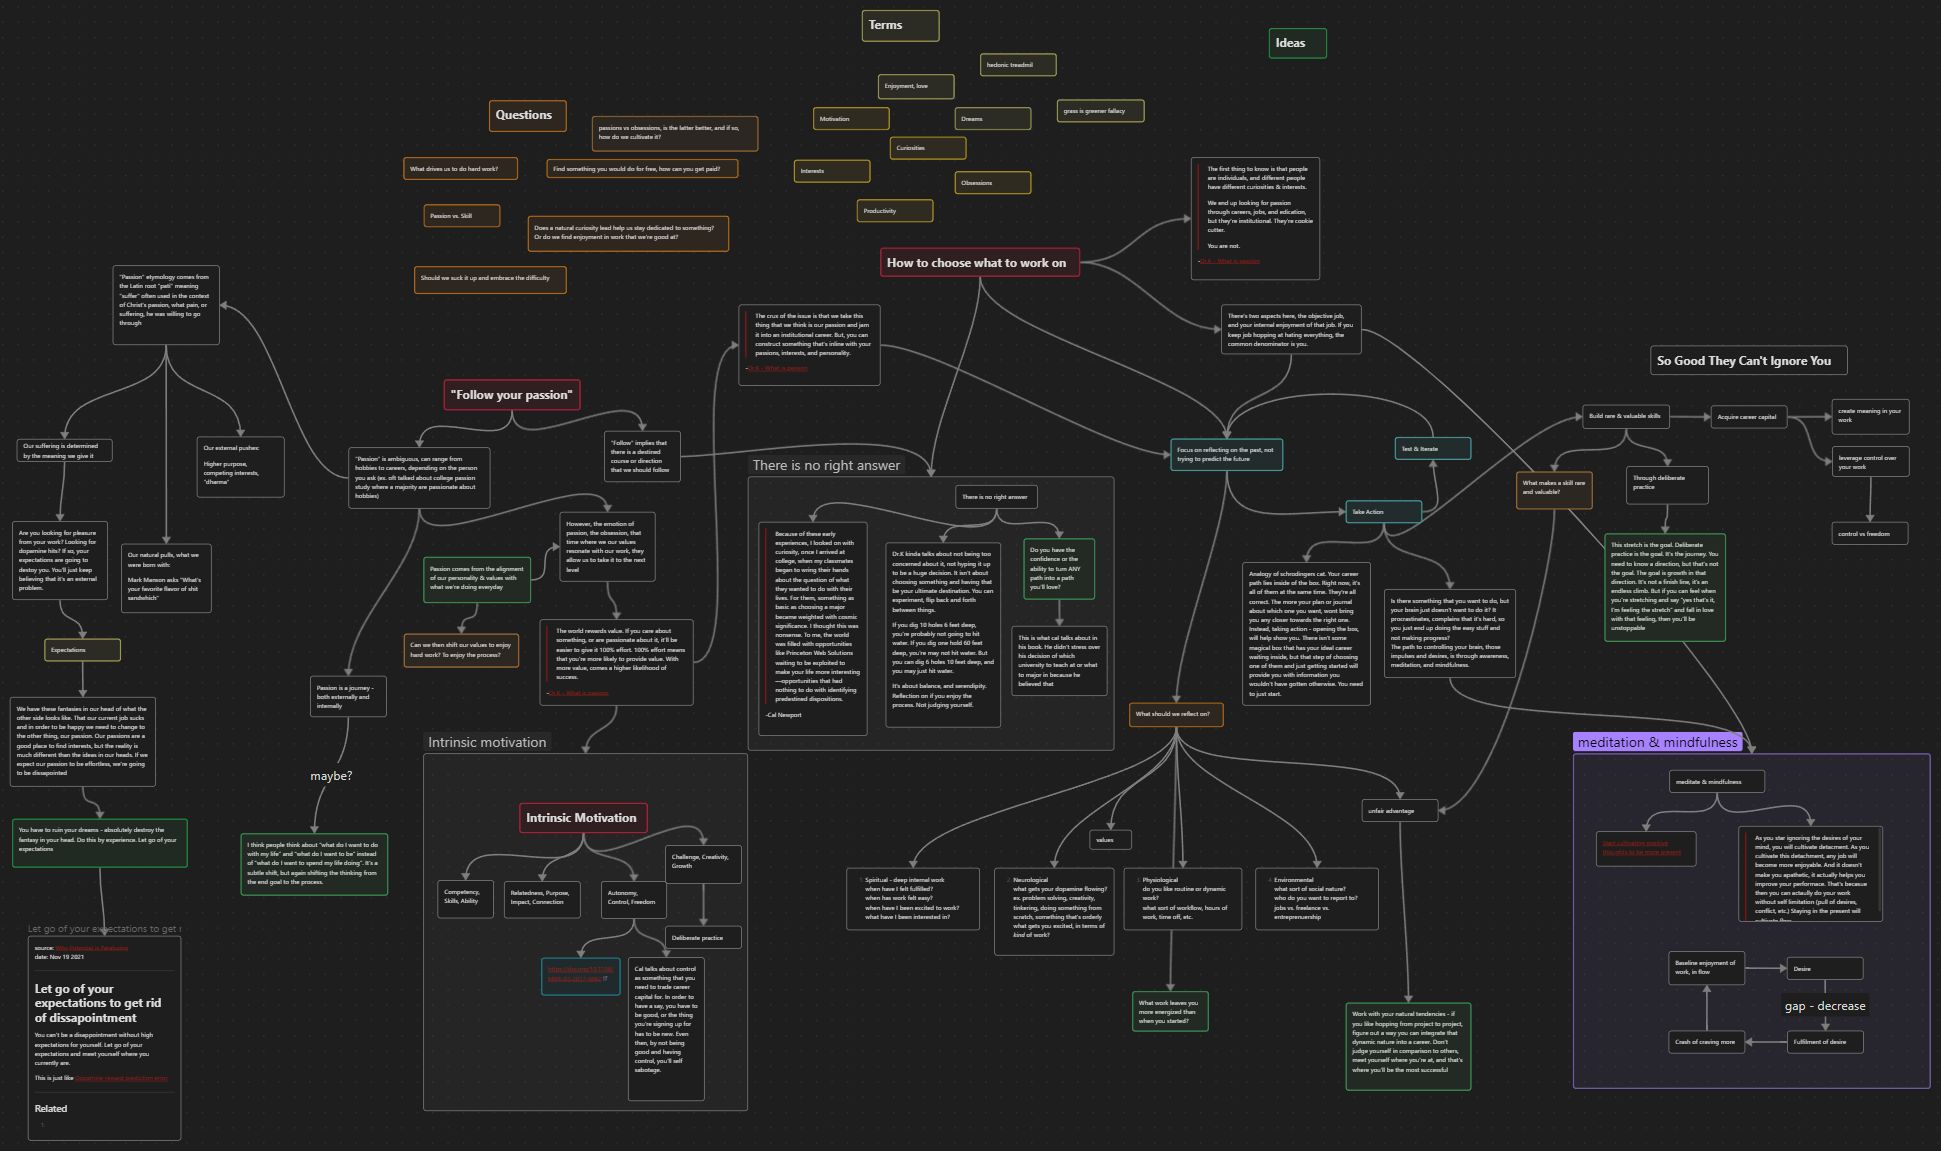 Terms
Ideas
hedonic treadmil
Enjoyment, love
grass is greener fallacy
Motivation
Dreams
Curiosities
Interests
Obsessions
Productivity
Questions
passions vs obsessions, is the latter better, and if so,
how do we cultivate it?
What drives us to do hard work?
Find something you would do for free, how can you get paid?
Passion vs. Skill
Does a natural curiosity lead help us stay dedicated to something?
Or do we find enjoyment in work that we're good at?
Should we suck it up and embrace the difficulty
The first thing to know is that people
are individuals, and different people
have different curiosities & interests.
We end up looking for passion
through careers, jobs, and edication,
but they're institutional. They're cookie
cutter.
You are not.
-Dr.K - What is passion
How to choose what to work on
"Passion" etymology comes from
the Latin root "pati" meaning
"suffer" often used in the context
of Christ's passion, what pain, or
suffering, he was willing to go
through
The crux of the issue is that we take this
thing that we think is our passion and jam
it into an institutional career. But, you can
construct something that's inline with your
passions, interests, and personality.
-Dr.K - What is passion
There's two aspects here, the objective job,
and your internal enjoyment of that job. If you
keep job hopping at hating everything, the
common denominator is you.
So Good They Can't Ignore You
"Follow your passion"
Our suffering is determined
by the meaning we give it
Our external pushes:
Higher purpose,
competing interests,
"dharma"
"Passion" is ambiguous, can range from
hobbies to careers, depending on the person
you ask (ex. oft talked about college passion
study where a majority are passionate about
hobbies)
"Follow" implies that
there is a destined
course or direction
that we should follow
Focus on reflecting on the past, not
trying to predict the future
Test & Iterate
Take Action
Build rare & valuable skills
Acquire career capital
create meaning in your
work
leverage control over
your work
control vs freedom
What makes a skill rare
and valuable?
Through deliberate
practice
This stretch is the goal. Deliberate
practice is the goal. It's the journey. You
need to know a direction, but that's not
the goal. The goal is growth in that
direction. It's not a finish line, it's an
endless climb. But if you can feel when
you're stretching and say "yes that's it,
I'm feeling the stretch" and fall in love
with that feeling, then you'll be
unstoppable
There is no right answer
There is no right answer
Because of these early
experiences, I looked on with
curiosity, once I arrived at
college, when my classmates
began to wring their hands
about the question of what
they wanted to do with their
lives. For them, something as
basic as choosing a major
became weighted with cosmic
significance. I thought this was
nonsense. To me, the world
was filled with opportunities
like Princeton Web Solutions
waiting to be exploited to
make your life more interesting
—opportunities that had
nothing to do with identifying
predestined dispositions.
-Cal Newport
Dr.K kinda talks about not being too
concerned about it, not hyping it up
to be a huge decision. It isn't about
choosing something and having that
be your ultimate destination. You can
experiment, flip back and forth
between things.
If you dig 10 holes 6 feet deep,
you're probably not going to hit
water. If you dig one hold 60 feet
deep, you're may not hit water. But
you can dig 6 holes 10 feet deep, and
you may just hit water.
It's about balance, and serendipity.
Reflection on if you enjoy the
process. Not judging yourself.
Do you have the
confidence or the
ability to turn ANY
path into a path
you'll love?
This is what cal talks about in
his book. He didn't stress over
his decision of which
university to teach at or what
to major in because he
believed that
Are you looking for pleasure
from your work? Looking for
dopamine hits? If so, your
expectations are going to
destoy you. You'll just keep
believing that it's an external
problem.
Our natural pulls, what we
were born with:
Mark Manson asks "What's
your favorite flavor of shit
sandwhich"
Expectations
We have these fantasies in our head of what the
other side looks like. That our current job sucks
and in order to be happy we need to change to
the other thing, our passion. Our passions are a
good place to find interests, but the reality is
much different than the ideas in our heads. If we
expect our passion to be effortless, we're going
to be dissapointed
You have to ruin your dreams - absolutely destroy the
fantasy in your head. Do this by experience. Let go of your
expectations
Let go of your expectations to get r
source: Why Potential is Paralyzing
date: Nov 19 2021
Let go of your
expectations to get rid
of dissapointment
You can't be a disappointment without high
expectations for yourself. Let go of your
expectations and meet yourself where you
currently are.
This is just like Dopamine reward prediction error
Related
1.
However, the emotion of
passion, the obsession, that
time where we our values
resonate with our work, they
allow us to take it to the next
level
Passion comes from the alignment
of our personality & values with
what we're doing everyday
Can we then shift our values to enjoy
hard work? To enjoy the process?
The world rewards value. If you care about
something, or are passionate about it, it'll be
easier to give it 100% effort. 100% effort means
that you're more likely to provide value. With
more value, comes a higher likelihood of
success.
-Dr.K - What is passion
Passion is a journey -
both externally and
internally
maybe?
I think people think about "what do I want to do
with my life" and "what do I want to be" instead
of "what do I want to spend my life doing". It's a
subtle shift, but again shifting the thinking from
the end goal to the process.
Intrinsic motivation
Intrinsic Motivation
Competency,
Skills, Ability
Relatedness, Purpose,
Impact, Connection
Autonomy,
Control, Freedom
Challenge, Creativity,
Growth
Deliberate practice
Cal talks about control
as something that you
need to trade career
capital for. In order to
have a say, you have to
be good, or the thing
you're signing up for
has to be new. Even
then, by not being
good and having
control, you'll self
sabotage.
Analogy of schrodingers cat. Your career
path lies inside of the box. Right now, it's
all of them at the same time. They're all
correct. The more your plan or journal
about which one you want, wont bring
you any closer towards the right one.
Instead, taking action - opening the box,
will help show you. There isn't some
magical box that has your ideal career
waiting inside, but that step of choosing
one of them and just getting started will
provide you with information you
wouldn't have gotten otherwise. You need
to just start.
Is there something that you want to do, but
your brain just doesn't want to do it? It
procrastinates, complains that it's hard, so
you just end up doing the easy stuff and
not making progress?
The path to controlling your brain, those
impulses and desires, is through awareness,
meditation, and mindfulness.
What should we reflect on?
values
unfair advantage
1. Spiritual - deep internal work
when have I felt fulfilled?
when has work felt easy?
when have I been excited to work?
what have I been interested in?
2. Neurological
what gets your dopamine flowing?
ex. problem solving, creativity,
tinkering, doing something from
scratch, something that's orderly
what gets you excited, in terms of
kind of work?
3. Physiological
do you like routine or dynamic
work?
what sort of workflow, hours of
work, time off, etc.
4. Environmental
what sort of social nature?
who do you want to report to?
jobs vs. freelance vs.
entreprenuership
What work leaves you
more energized than
when you started?
Work with your natural tendencies - if
you like hopping from project to project,
figure out a way you can integrate that
dynamic nature into a career. Don't
judge yourself in comparison to others,
meet yourself where you're at, and that's
where you'll be the most successful
meditation & mindfulness
meditate & mindfulness
Start cultivating positive
thoughts to be more present
As you star ignoring the desires of your
mind, you will cultivate detacment. As you
cultivate this detachment, any job will
become more enjoyable. And it doesn't
make you apathetic, it actually helps you
improve your performace. That's because
then you can actaully do your work
without self limitation (pull of desires,
conflict, etc.) Staying in the present will
Baseline enjoyment of
work, in flow
Desire
gap - decrease
Crash of craving more
Fulfilment of desire